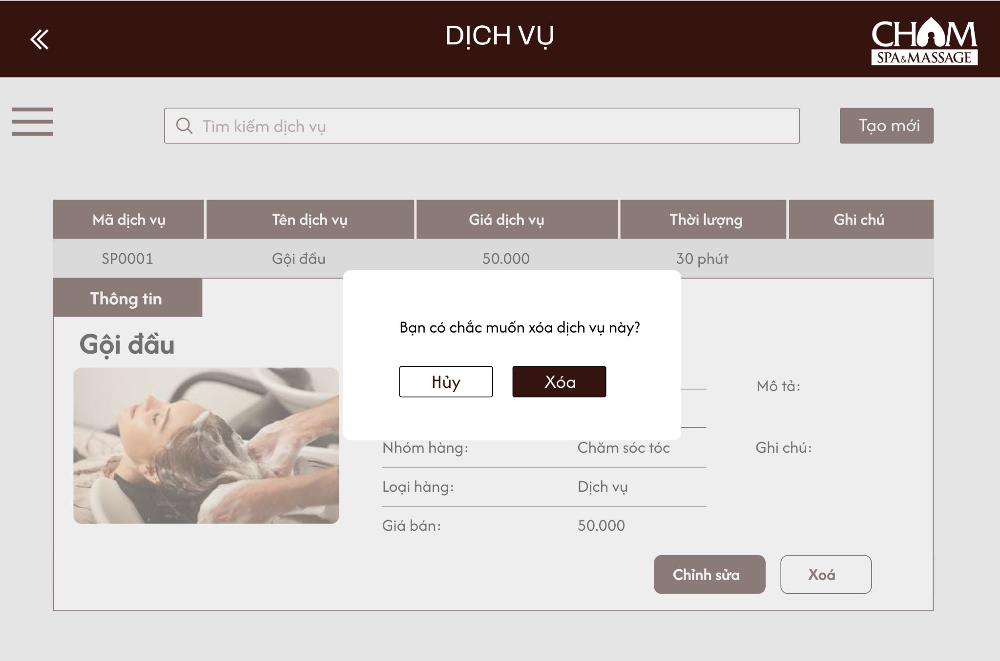 DỊCH VỤ
CHAM
SPA&MASSAGE
Tìm kiếm dịch vụ
Tạo mới
Mã dịch vụ
Tên dịch vụ
Giá dịch vụ
Thời lượng
Ghi chú
SP0001
Gội đầu
50.000
30 phút
Thông tin
Gội đầu
Bạn có chắc muốn xóa dịch vụ này?
Hủy
Xóa
Mô tả:
Nhóm hàng:
Chăm sóc tóc
Ghi chú:
Loại hàng:
Dịch vụ
Giá bán:
50.000
Chỉnh sửa
Xoá